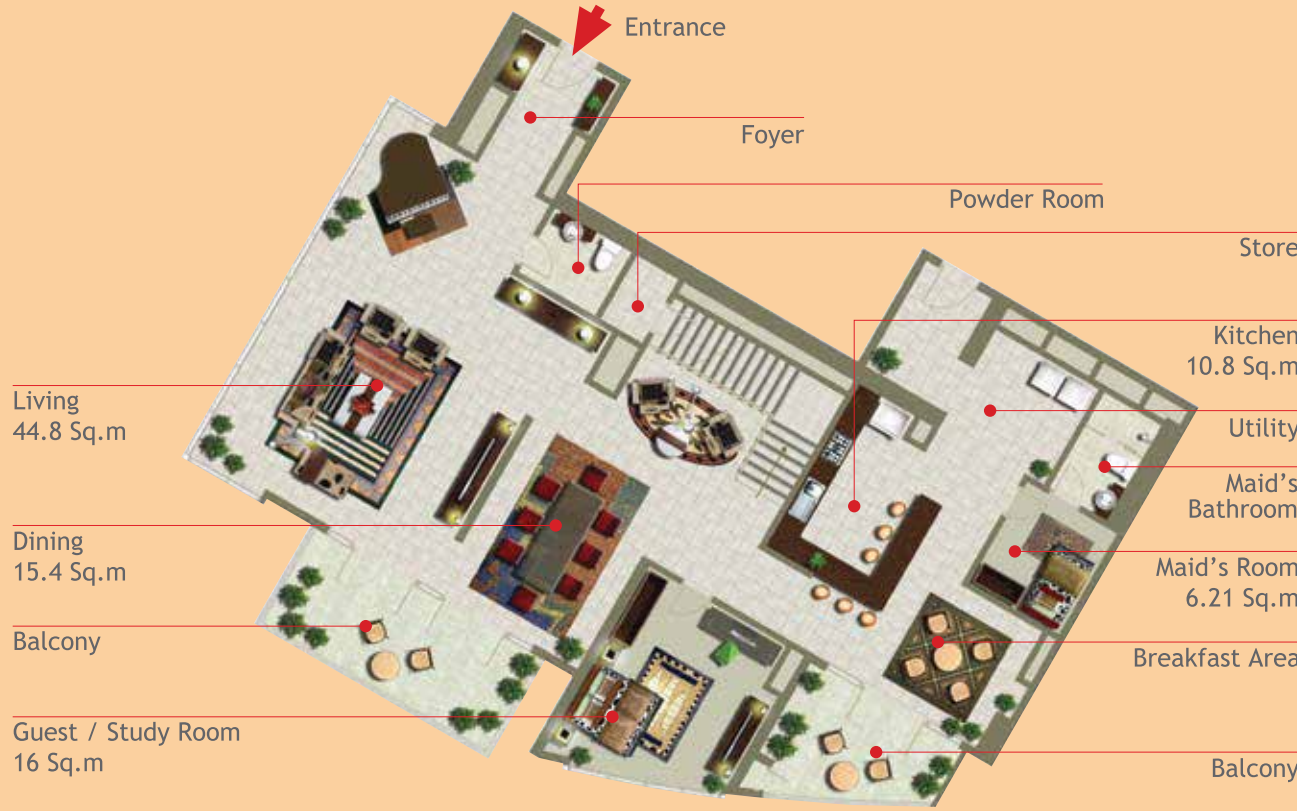 Entrance
Foyer
Powder Room
Store
Kitchen
10.8 Sq.m
Living
44.8 Sq.m
Utility
Maid's
Bathroom
Dining
15.4 Sq.m
Maid's Room
6.21 Sq.m
Balcony
Breakfast Area
Guest / Study Room
16 Sq.m
Balcony